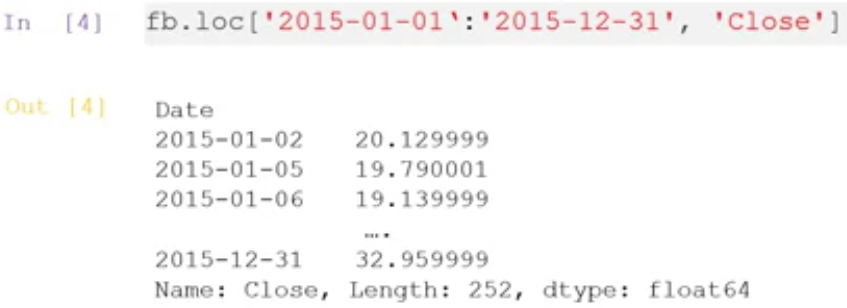 In [4] fb.loc['2015-01-01‘:'2015-12-31', 'Close']
Out [4] Date
2015-01-02 20.129999
2015-01-05 19.790001
2015-01-06 19.139999
….
2015-12-31 32.959999
Name: Close, Length: 252, dtype: float64